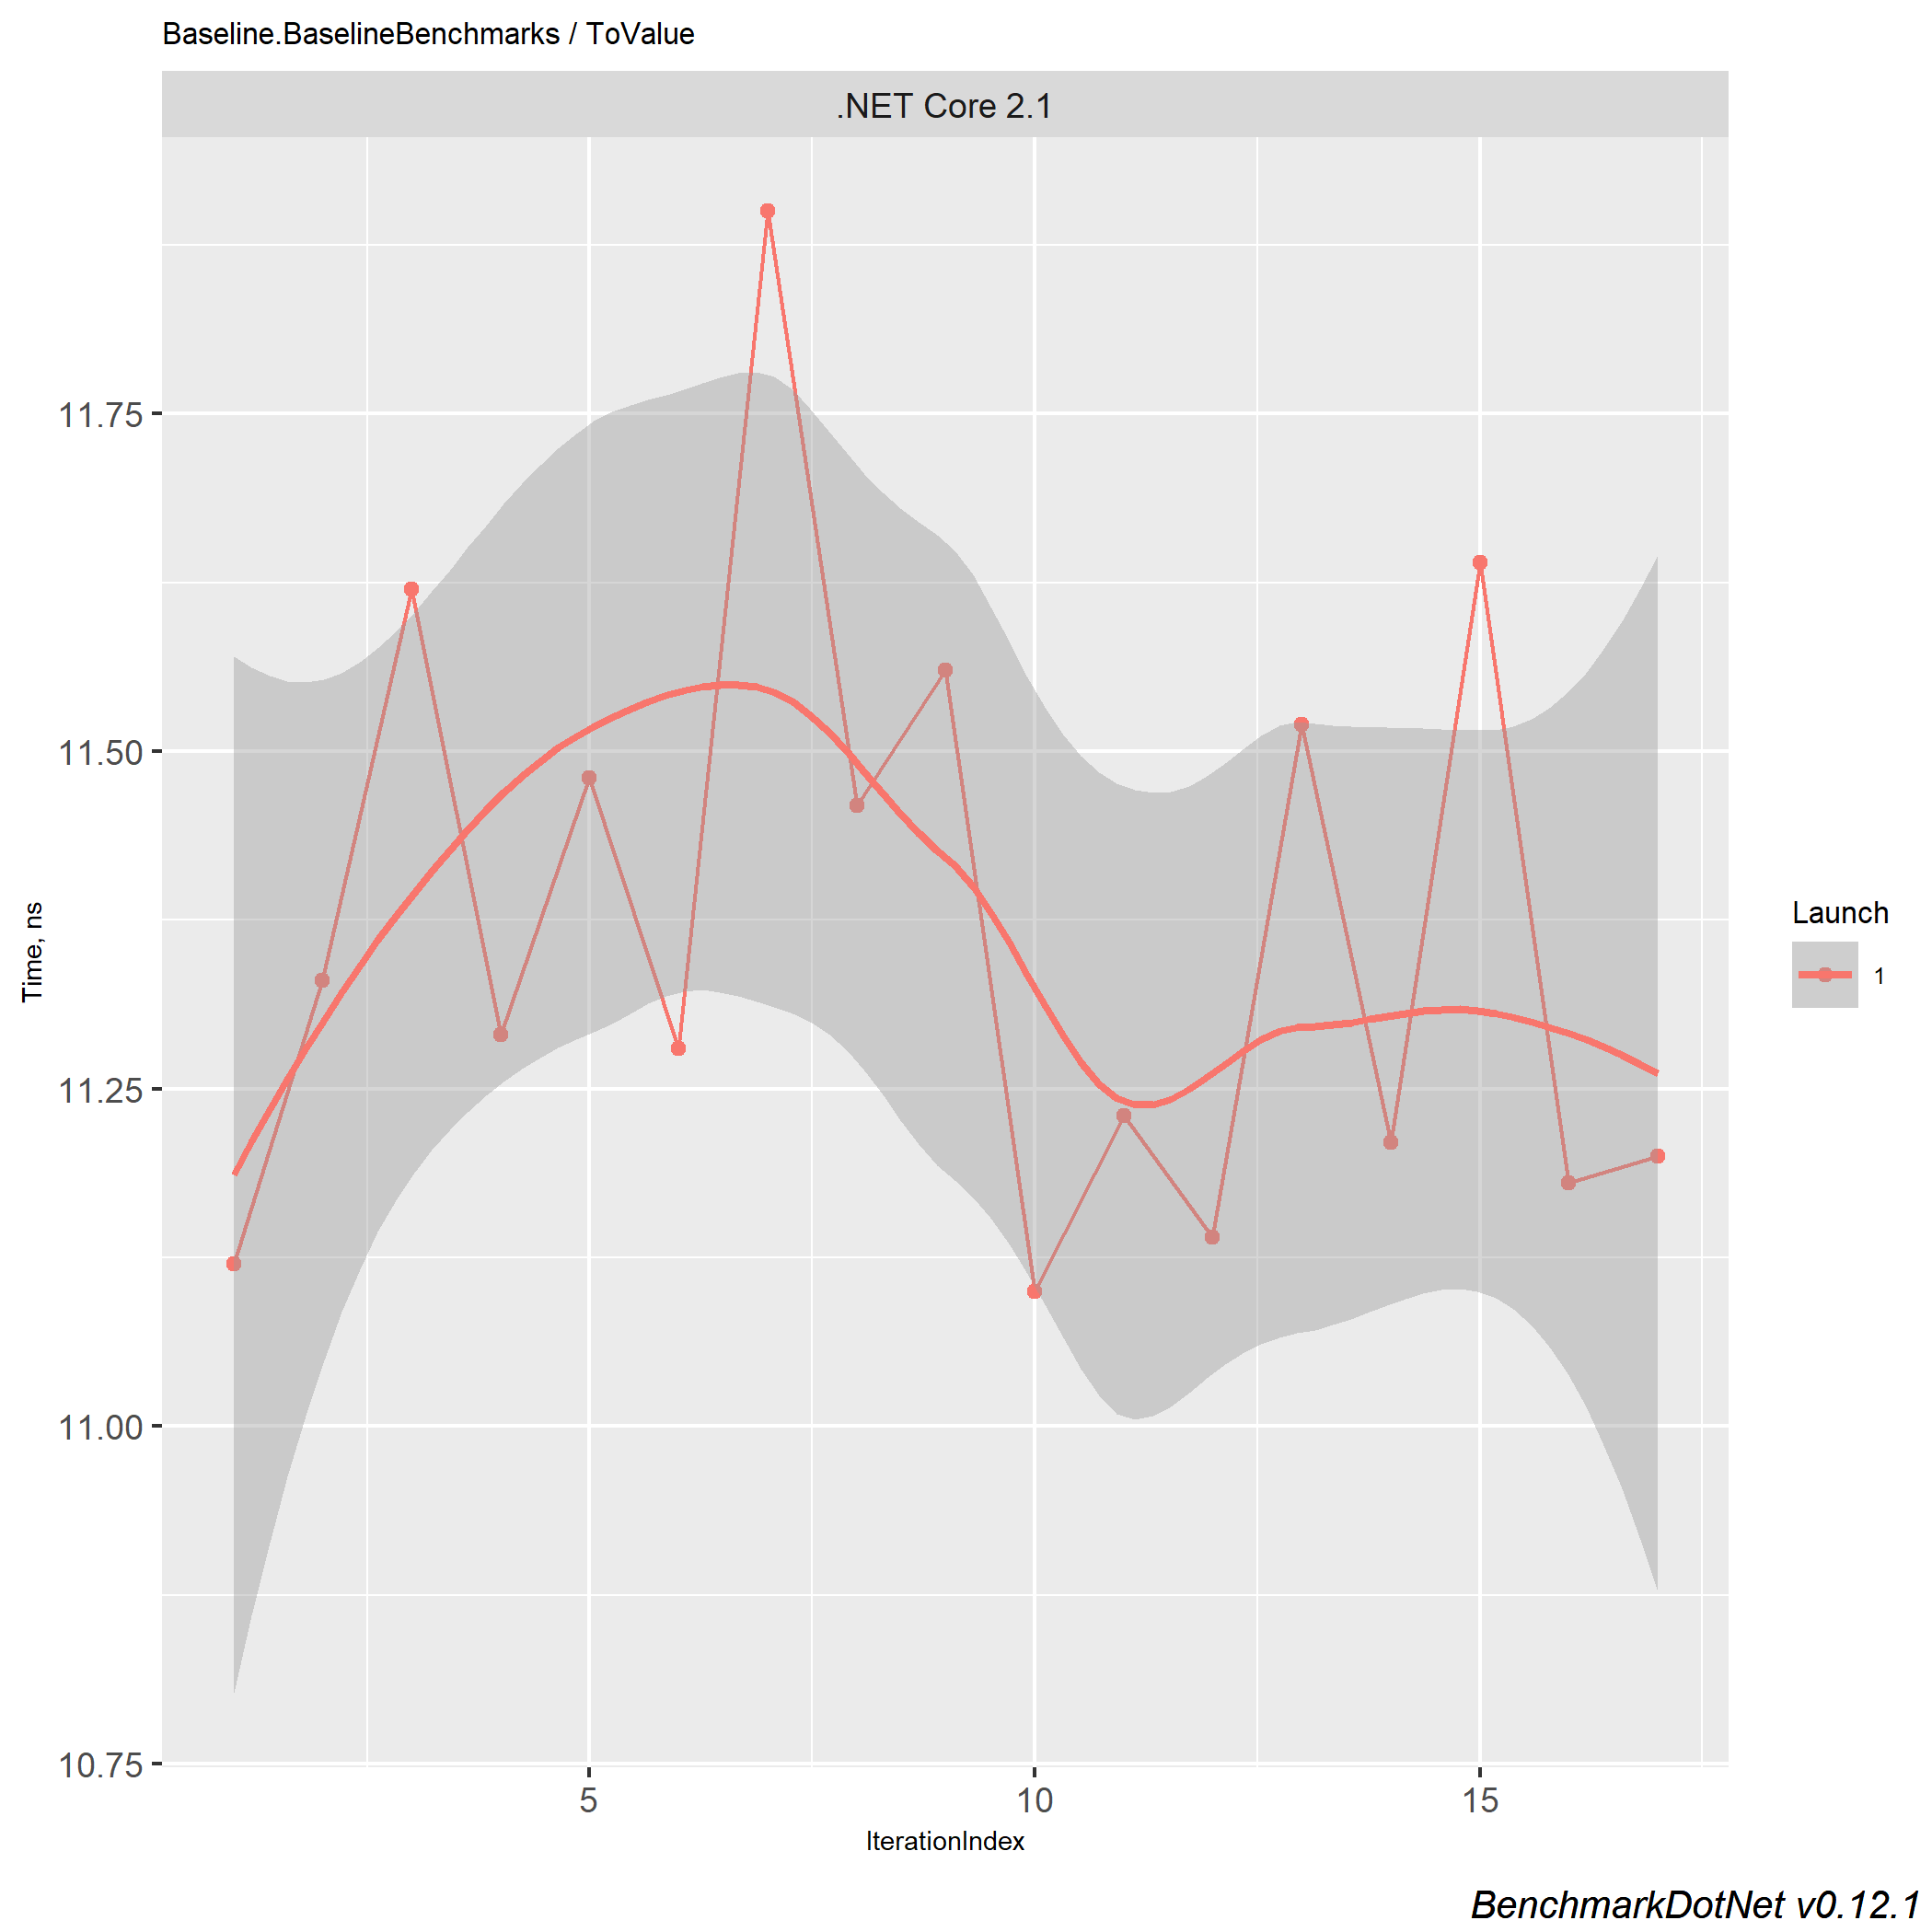 Baseline.BaselineBenchmarks / ToValue
.NET Core 2.1
11.75
11.50
11.25
11.00
10.75
Time, ns
5 10 15
IterationIndex
Launch
1
BenchmarkDotNet v0.12.1